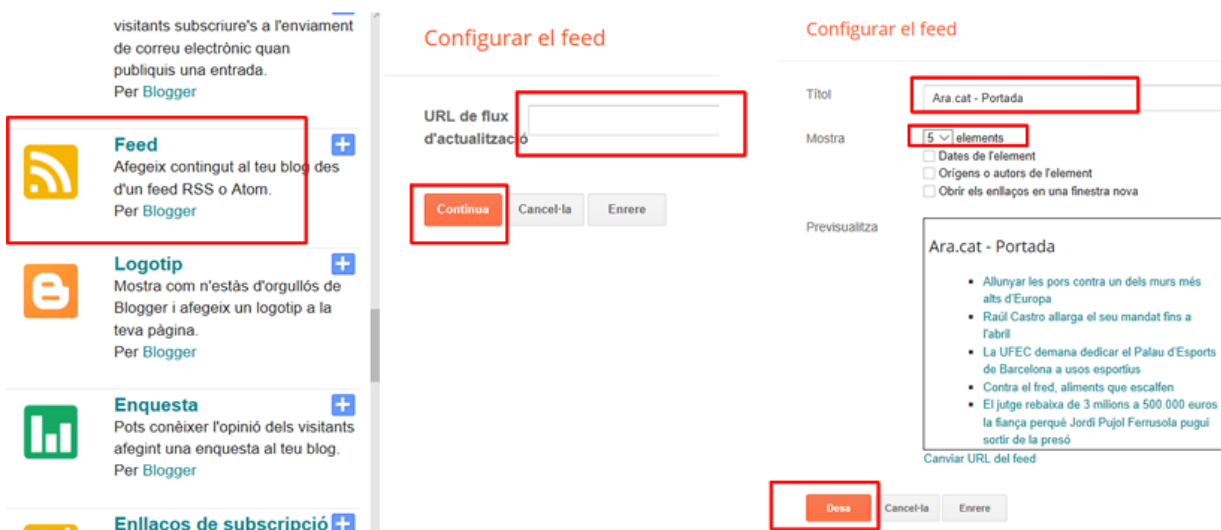 visitants subscriure's a l'enviament
de correu electrònic quan
publiquis una entrada.
Per Blogger
Feed
Afegeix contingut al teu blog des
d'un feed RSS o Atom.
Per Blogger
Logotip
Mostra com n'estàs d'orgullós de
Blogger i afegeix un logotip a la
teva pàgina.
Per Blogger
Enquesta
Pots conèixer l'opinió dels visitants
afegint una enquesta al teu blog.
Per Blogger
Enllaços de subscripció
Configurar el feed
URL de flux
d'actualització
Continua Cancel·la Enrere
Configurar el feed
Títol Ara.cat - Portada
Mostra 5 elements
Dates de l'element
Orígens o autors de l'element
Obrir els enllaços en una finestra nova
Previsualitza
Ara.cat - Portada
Allunyar les pors contra un dels murs més
alts d'Europa
Raúl Castro allarga el seu mandat fins a
l'abril
La UFEC demana dedicar el Palau d'Esports
de Barcelona a usos esportius
Contra el fred, aliments que escalfen
El jutge rebaixa de 3 milions a 500.000 euros
la fiança perquè Jordi Pujol Ferrusola pugui
sortir de la presó
Canviar URL del feed
Desa Cancel·la Enrere